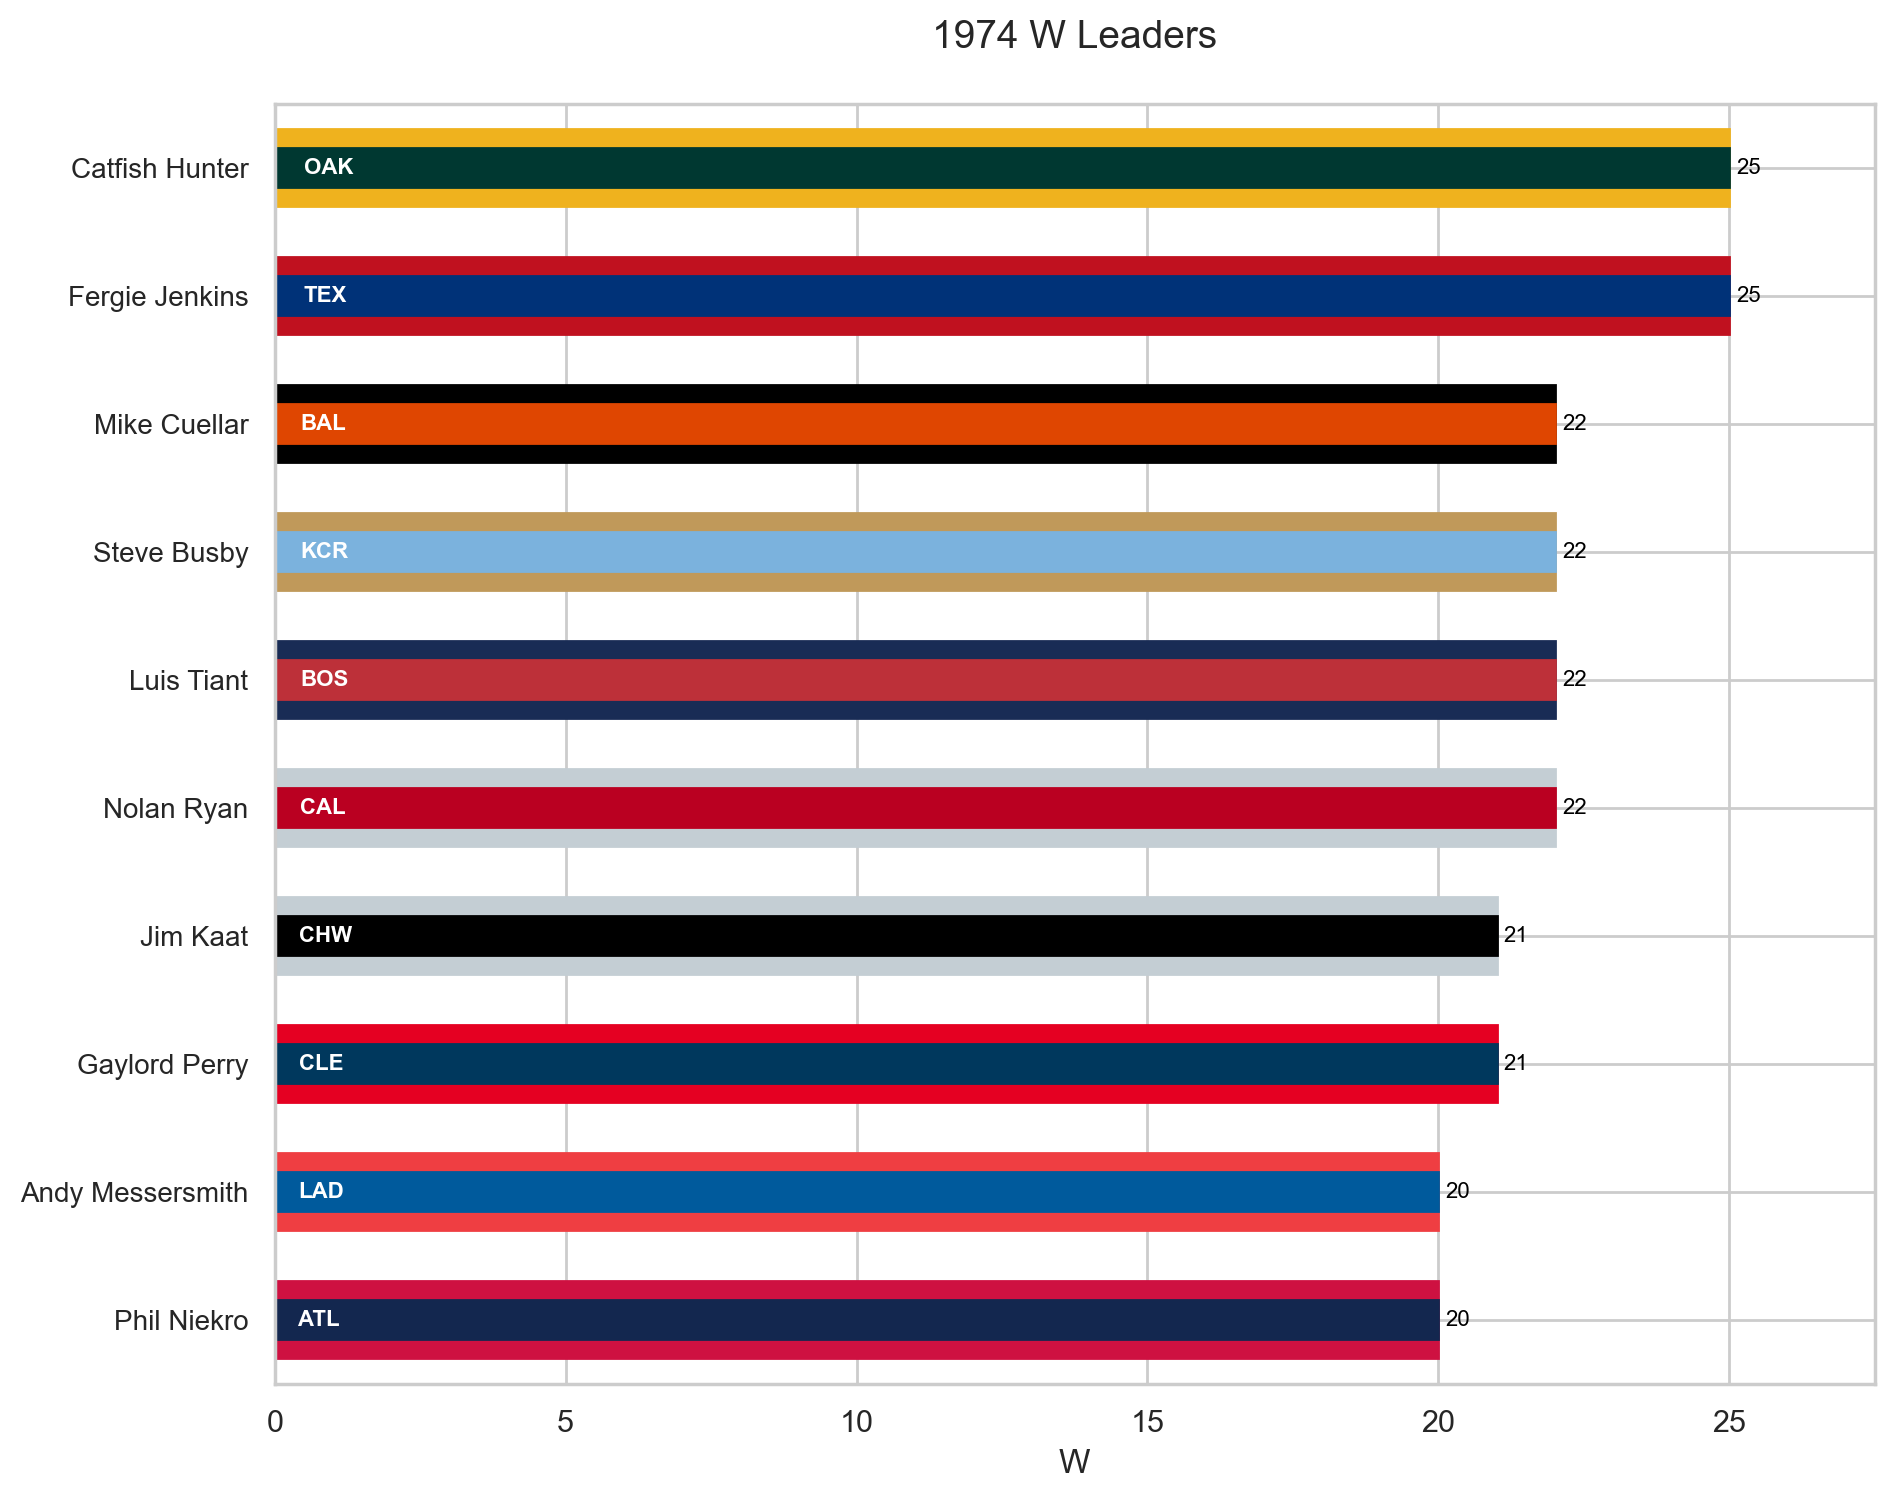 1974 W Leaders
Catfish Hunter OAK 25
Fergie Jenkins TEX 25
Mike Cuellar BAL 22
Steve Busby KCR 22
Luis Tiant BOS 22
Nolan Ryan CAL 22
Jim Kaat CHW 21
Gaylord Perry CLE 21
Andy Messersmith LAD 20
Phil Niekro ATL 20
0 5 10 15 20 25
W